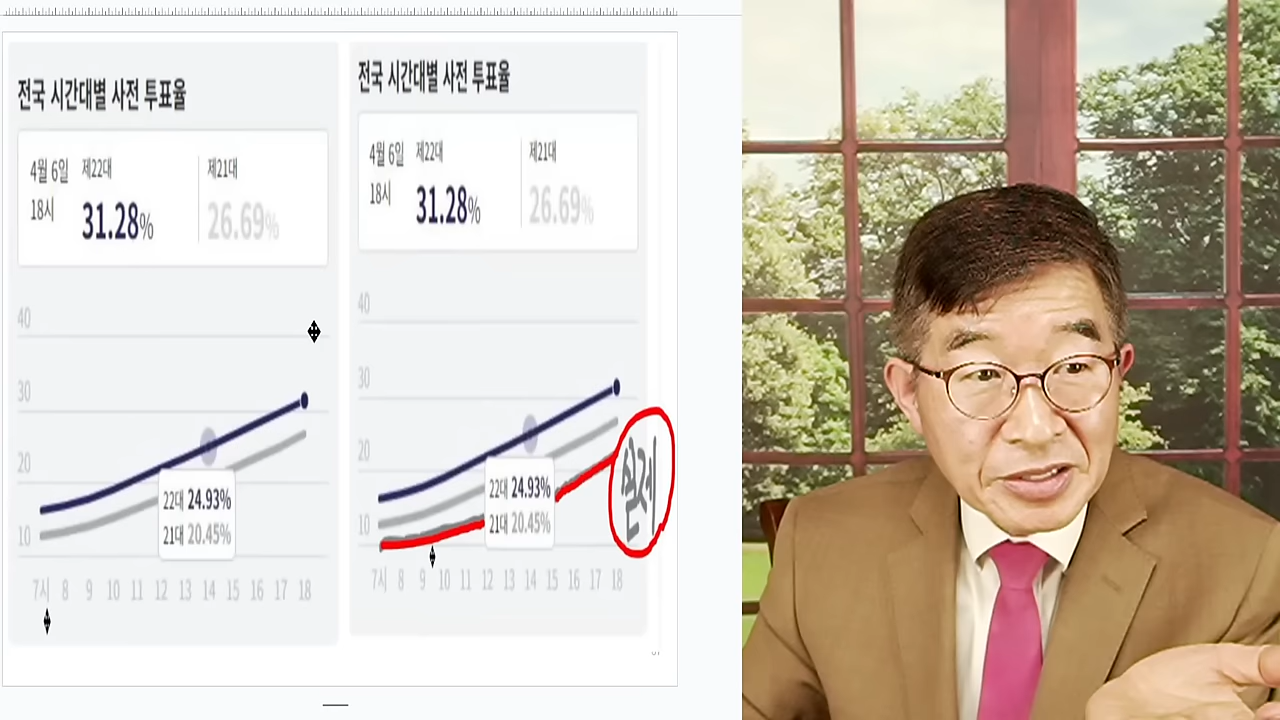 전국 시간대별 사전 투표율
4월 6일 제22대 제21대
18시 31.28% 26.69%
40
30
20
10
22대 24.93%
21대 20.45%
7시 8 9 10 11 12 13 14 15 16 17 18
전국 시간대별 사전 투표율
4월 6일 제22대 제21대
18시 31.28% 26.69%
40
30
20
10
22대 24.93%
21대 20.45%
7시 8 9 10 11 12 13 14 15 16 17 18